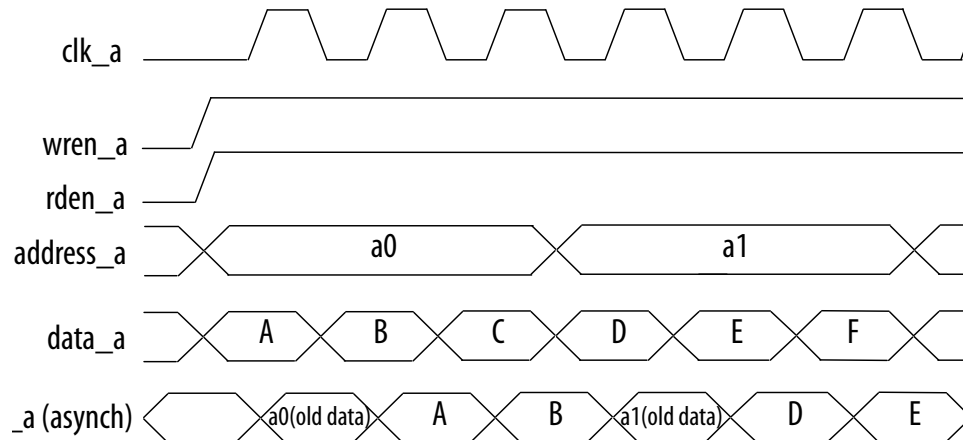 clk_a
wren_a
rden_a
address_a a0 a1
data_a A B C D E F
_a (asynch) a0(old data) A B a1(old data) D E